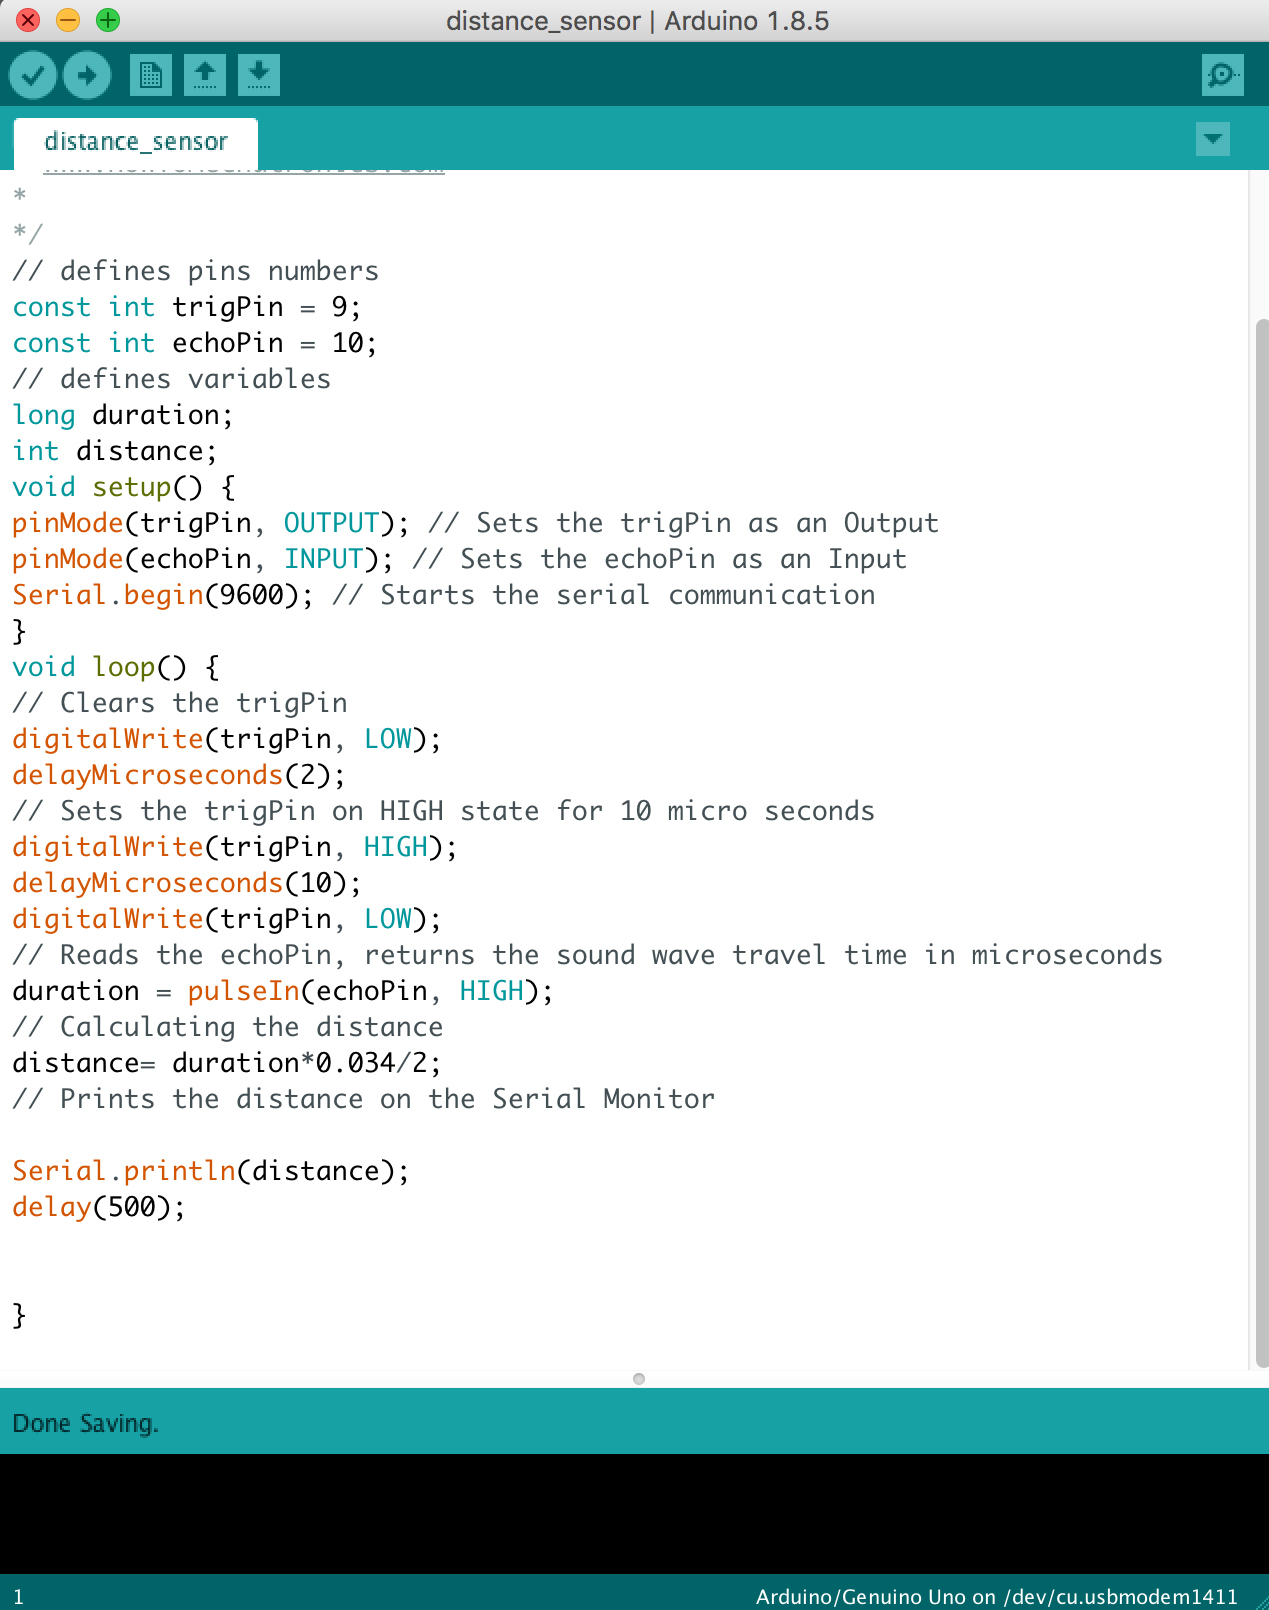 distance_sensor | Arduino 1.8.5
distance_sensor
*
*/
// defines pins numbers
const int trigPin = 9;
const int echoPin = 10;
// defines variables
long duration;
int distance;
void setup() {
pinMode(trigPin, OUTPUT); // Sets the trigPin as an Output
pinMode(echoPin, INPUT); // Sets the echoPin as an Input
Serial.begin(9600); // Starts the serial communication
}
void loop() {
// Clears the trigPin
digitalWrite(trigPin, LOW);
delayMicroseconds(2);
// Sets the trigPin on HIGH state for 10 micro seconds
digitalWrite(trigPin, HIGH);
delayMicroseconds(10);
digitalWrite(trigPin, LOW);
// Reads the echoPin, returns the sound wave travel time in microseconds
duration = pulseIn(echoPin, HIGH);
// Calculating the distance
distance= duration*0.034/2;
// Prints the distance on the Serial Monitor
Serial.println(distance);
delay(500);
}
Done Saving.
1
Arduino/Genuino Uno on /dev/cu.usbmodem1411